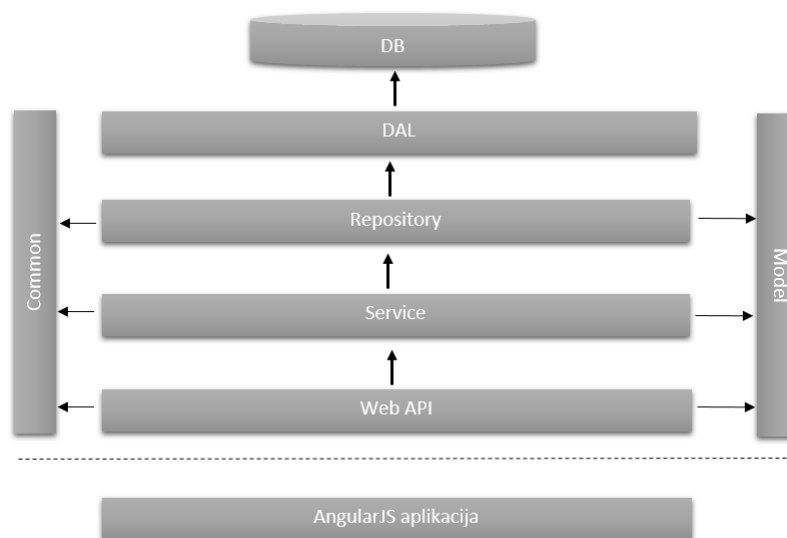 DB
DAL
Repository
Common
Model
Service
Web API
AngularJS aplikacija